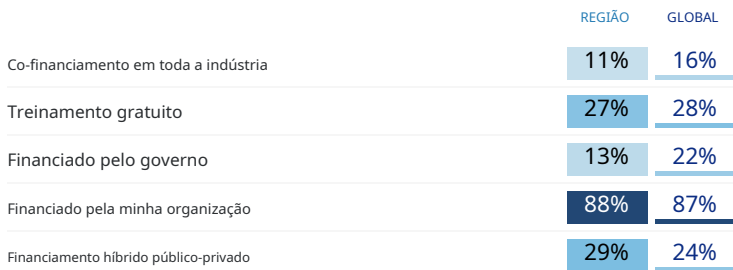 REGIÃO GLOBAL
Co-financiamento em toda a indústria 11% 16%
Treinamento gratuito 27% 28%
Financiado pelo governo 13% 22%
Financiado pela minha organização 88% 87%
Financiamento híbrido público-privado 29% 24%